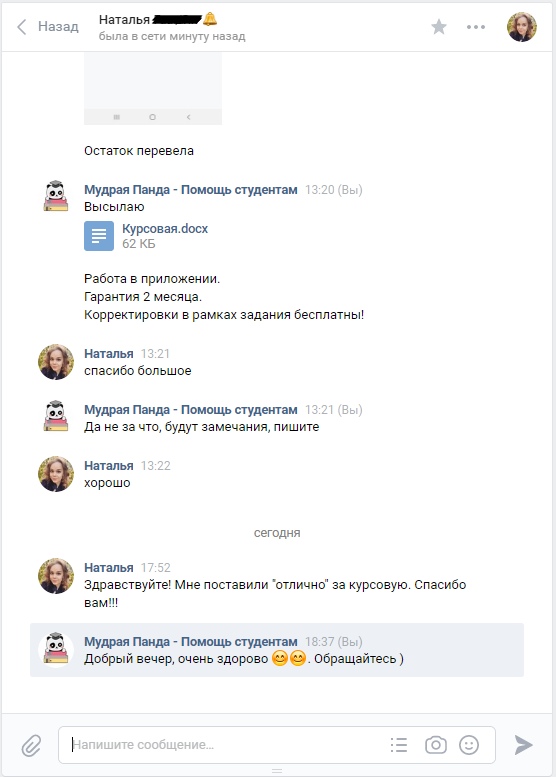 Назад
Наталья
была в сети минуту назад
Остаток перевела
Мудрая Панда - Помощь студентам 13:20 (Вы)
Высылаю
Курсовая.docx
62 КБ
Работа в приложении.
Гарантия 2 месяца.
Корректировки в рамках задания бесплатны!
Наталья 13:21
спасибо большое
Мудрая Панда - Помощь студентам 13:21 (Вы)
Да не за что, будут замечания, пишите
Наталья 13:22
хорошо
сегодня
Наталья 17:52
Здравствуйте! Мне поставили "отлично" за курсовую. Спасибо
вам!!!
Мудрая Панда - Помощь студентам 18:37 (Вы)
Добрый вечер, очень здорово 😊😊. Обращайтесь )
Напишите сообщение...